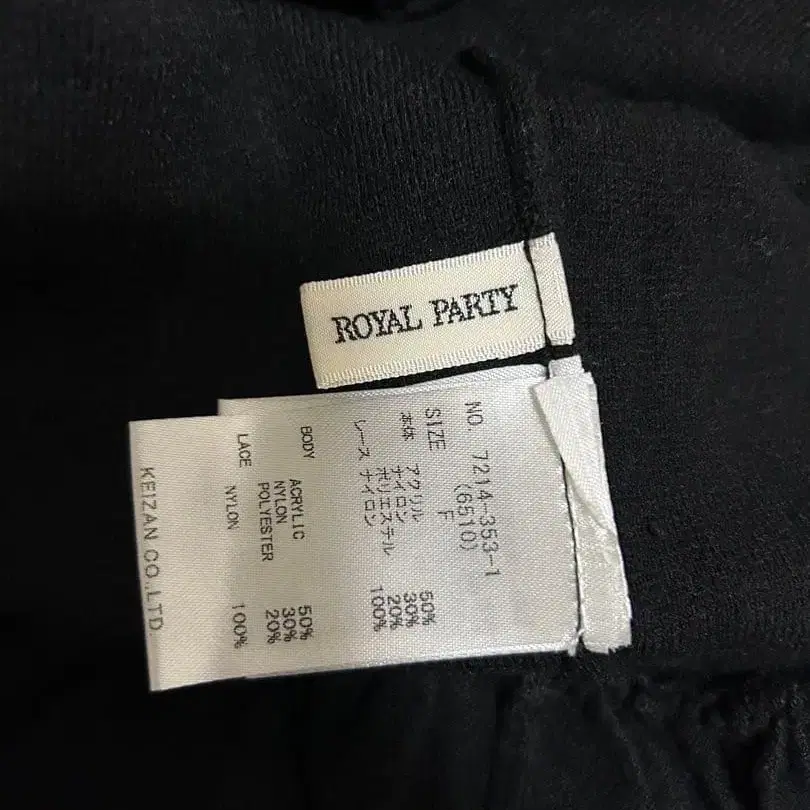 ROYAL PARTY
NO. 7214-353-1
(6510)
SIZE F
本体 アクリル 50%
ナイロン 30%
ポリエステル 20%
レース ナイロン 100%
BODY ACRYLIC 50%
NYLON 30%
POLYESTER 20%
LACE NYLON 100%
KEIZAN CO.,LTD.